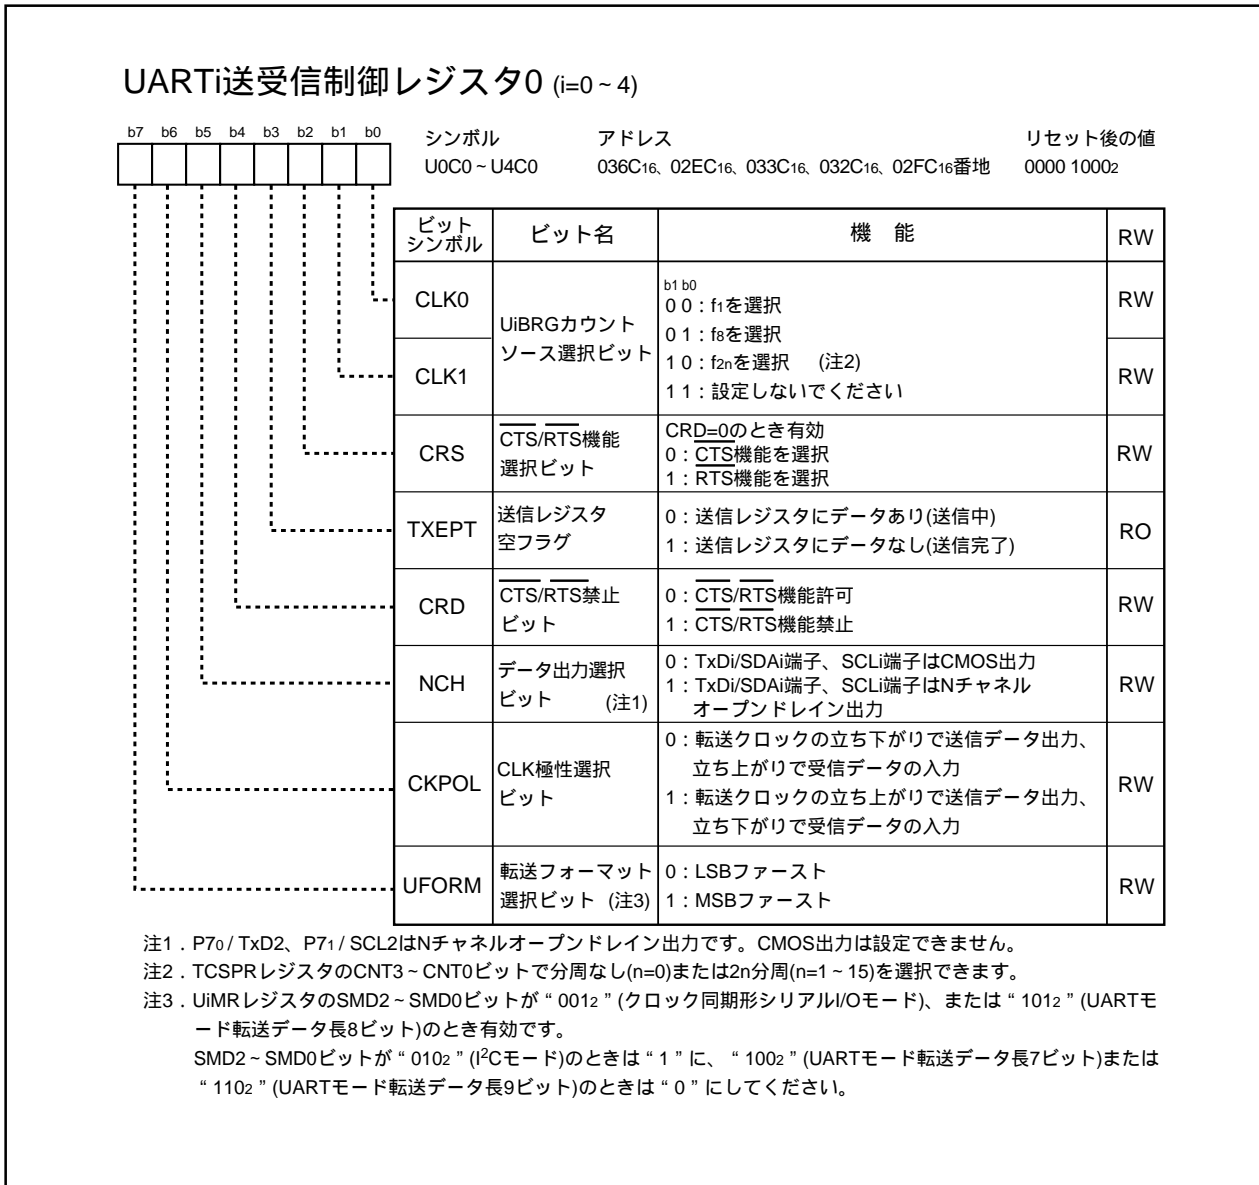 UARTi送受信制御レジスタ0 (i=0～4)
b7 b6 b5 b4 b3 b2 b1 b0
シンボル アドレス リセット後の値
U0C0～U4C0 036C16、02EC16、033C16、032C16、02FC16番地 0000 10002
ビット
シンボル ビット名 機 能 RW
CLK0 RW
CLK1 RW
UiBRGカウント
ソース選択ビット
b1 b0
0 0：f1を選択
0 1：f8を選択
1 0：f2nを選択 (注2)
1 1：設定しないでください
CRS
CTS/RTS機能
選択ビット
CRD=0のとき有効
0：CTS機能を選択
1：RTS機能を選択
RW
TXEPT
送信レジスタ
空フラグ
0：送信レジスタにデータあり(送信中)
1：送信レジスタにデータなし(送信完了)
RO
CRD
CTS/RTS禁止
ビット
0：CTS/RTS機能許可
1：CTS/RTS機能禁止
RW
NCH
データ出力選択
ビット (注1)
0：TxDi/SDAi端子、SCLi端子はCMOS出力
1：TxDi/SDAi端子、SCLi端子はNチャネル
オープンドレイン出力
RW
CKPOL
CLK極性選択
ビット
0：転送クロックの立ち下がりで送信データ出力、
立ち上がりで受信データの入力
1：転送クロックの立ち上がりで送信データ出力、
立ち下がりで受信データの入力
RW
UFORM
転送フォーマット
選択ビット (注3)
0：LSBファースト
1：MSBファースト
RW
注1．P70 / TxD2、P71 / SCL2はNチャネルオープンドレイン出力です。CMOS出力は設定できません。
注2．TCSPRレジスタのCNT3～CNT0ビットで分周なし(n=0)または2n分周(n=1～15)を選択できます。
注3．UiMRレジスタのSMD2～SMD0ビットが“0012”(クロック同期形シリアルI/Oモード)、または“1012”(UARTモ
ード転送データ長8ビット)のとき有効です。
SMD2～SMD0ビットが“0102”(I2Cモード)のときは“1”に、“1002”(UARTモード転送データ長7ビット)または
“1102”(UARTモード転送データ長9ビット)のときは“0”にしてください。